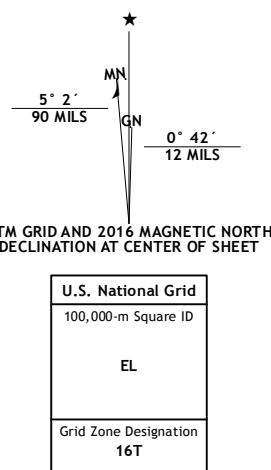 ★
MN
GN
5° 2´
90 MILS
0° 42´
12 MILS
TM GRID AND 2016 MAGNETIC NORTH
DECLINATION AT CENTER OF SHEET
U.S. National Grid
100,000-m Square ID
EL
Grid Zone Designation
16T